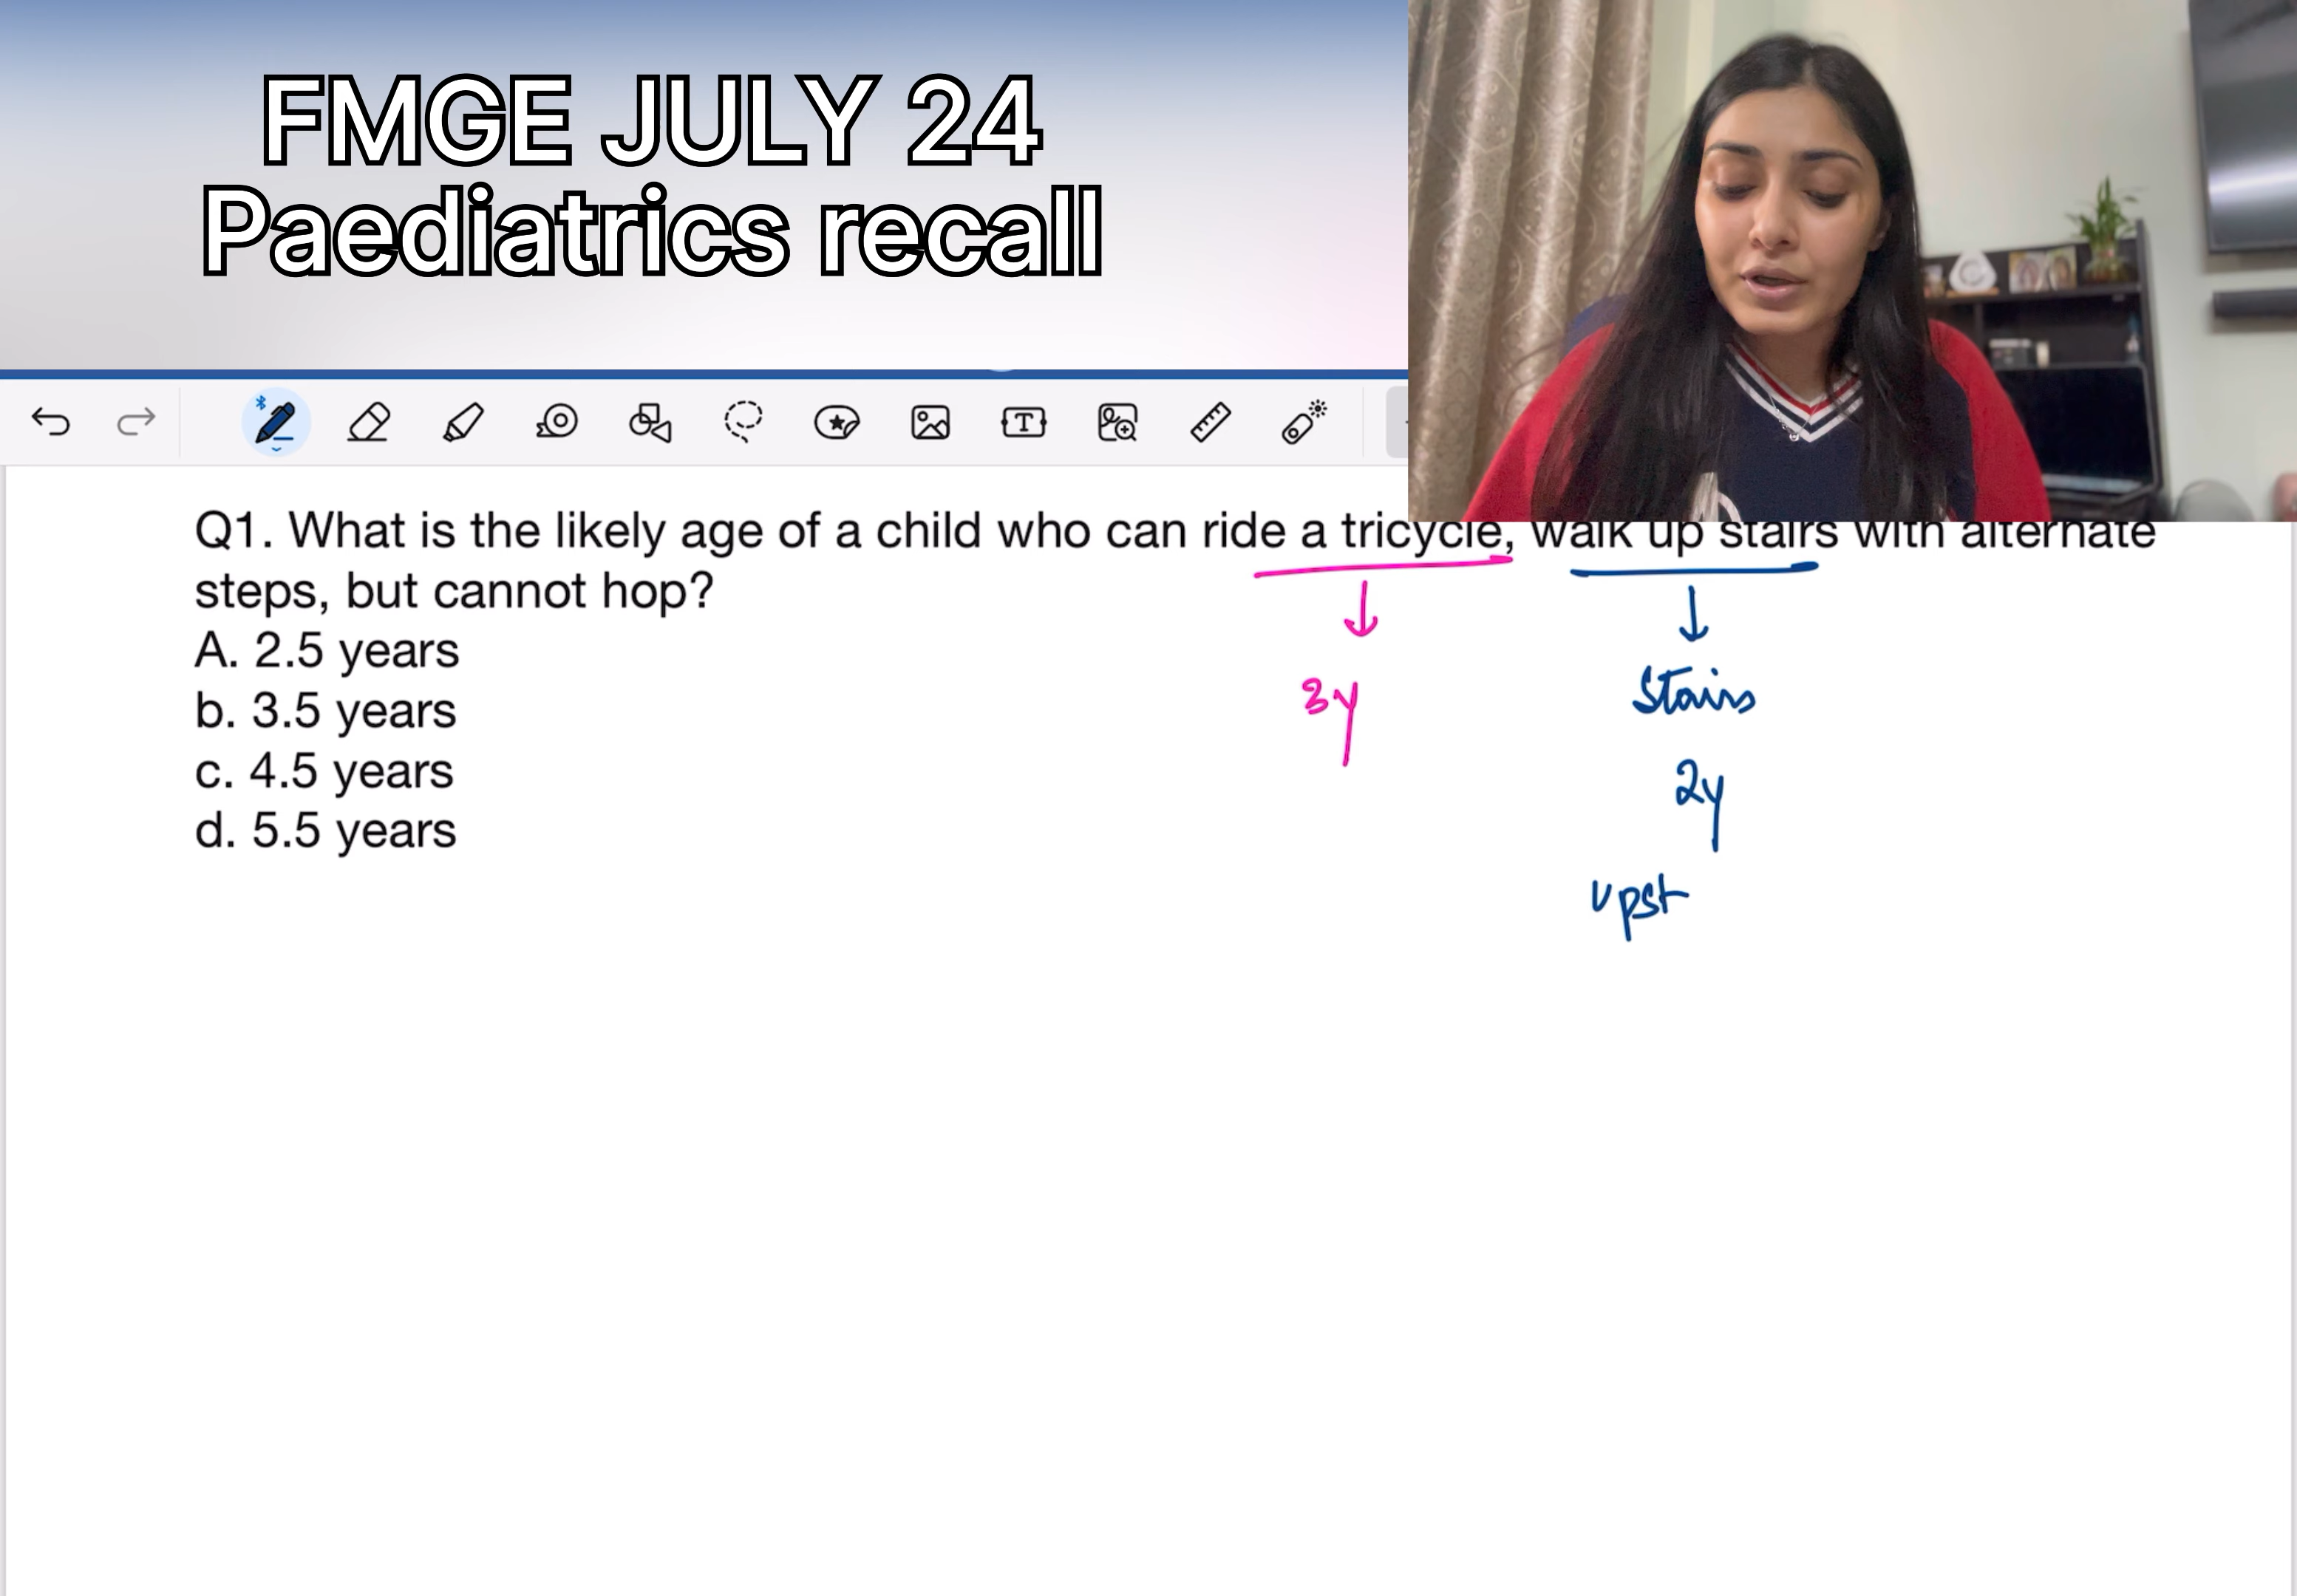 FMGE JULY 24
Paediatrics recall
Q1. What is the likely age of a child who can ride a tricycle, walk up stairs with alternate
steps, but cannot hop?
A. 2.5 years
b. 3.5 years
c. 4.5 years
d. 5.5 years
3y
Stairs
2y
upst